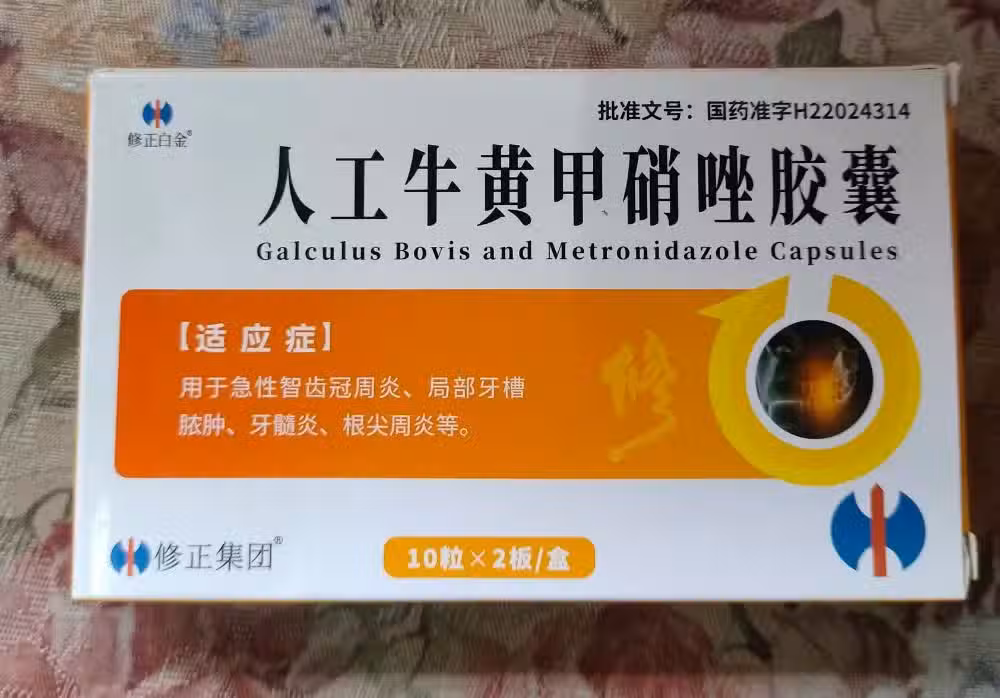 修正白金®
批准文号：国药准字H22024314
人工牛黄甲硝唑胶囊
Galculus Bovis and Metronidazole Capsules
【适应症】
用于急性智齿冠周炎、局部牙槽
脓肿、牙髓炎、根尖周炎等。
修
修正集团®
10粒×2板/盒